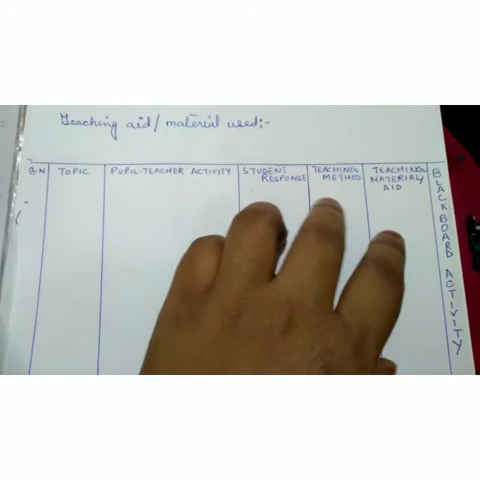 Teaching aid/material used:-
S.N
TOPIC
PUPIL-TEACHER ACTIVITY
STUDENT
RESPONSE
TEACHING
METHOD
TEACHING
MATERIAL/
AID
BLACKBOARD ACTIVITY